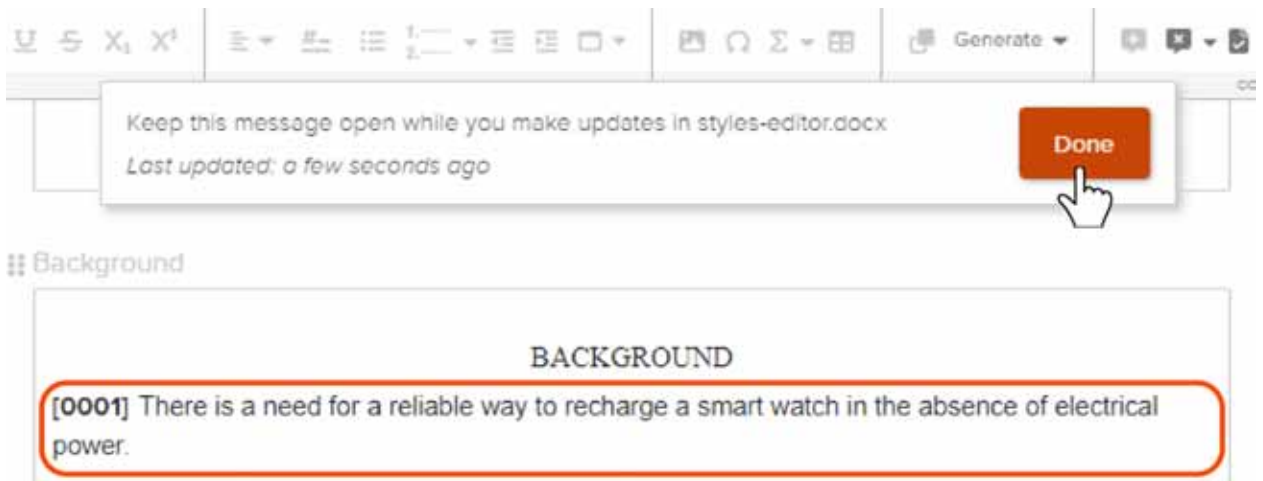 U S X₁ X² Generate
Keep this message open while you make updates in styles-editor.docx
Last updated: a few seconds ago
Done
Background
BACKGROUND
[0001] There is a need for a reliable way to recharge a smart watch in the absence of electrical
power.